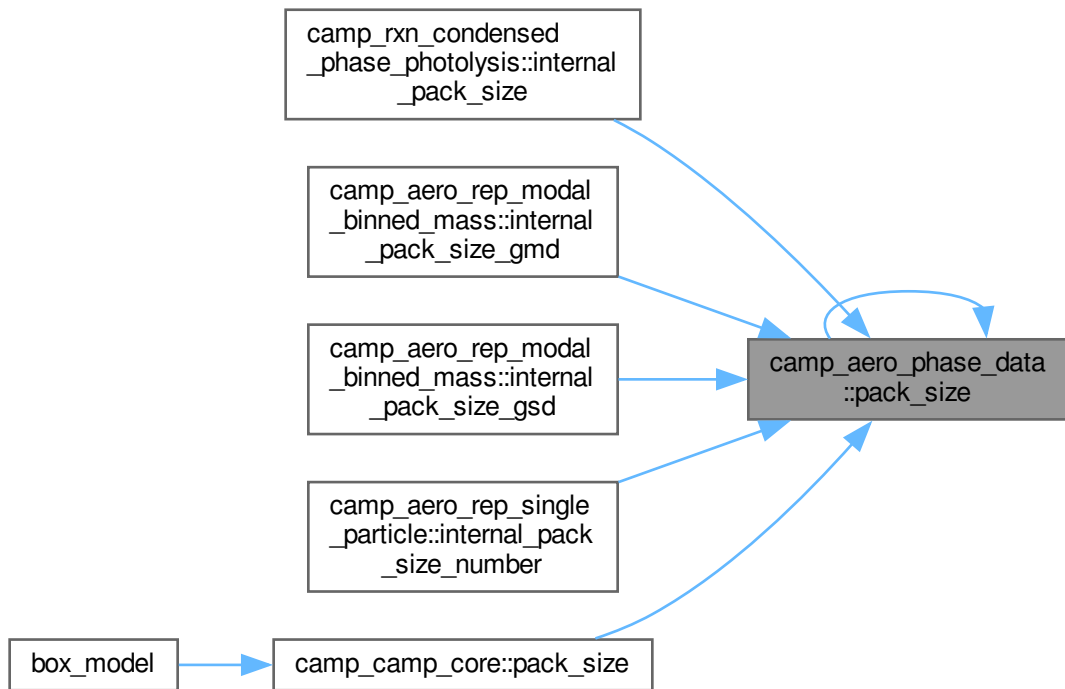 camp_rxn_condensed
_phase_photolysis::internal
_pack_size
camp_aero_rep_modal
_binned_mass::internal
_pack_size_gmd
camp_aero_rep_modal
_binned_mass::internal
_pack_size_gsd
camp_aero_phase_data
::pack_size
camp_aero_rep_single
_particle::internal_pack
_size_number
box_model
camp_camp_core::pack_size